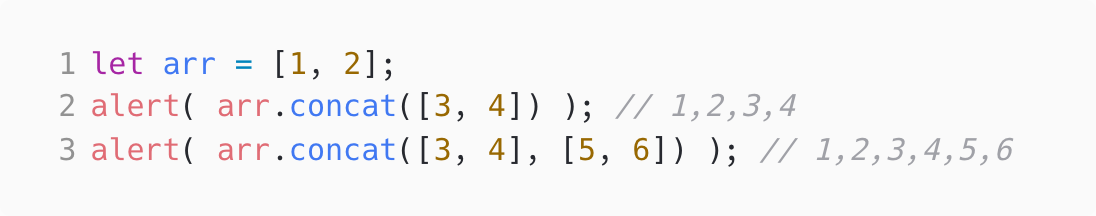 1 let arr = [1, 2];
2 alert( arr.concat([3, 4]) ); // 1,2,3,4
3 alert( arr.concat([3, 4], [5, 6]) ); // 1,2,3,4,5,6